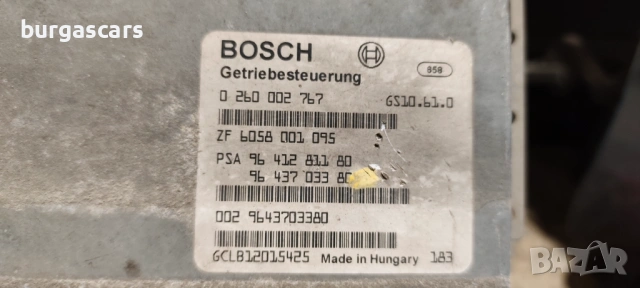 burgascars
BOSCH
858
Getriebesteuerung
0 260 002 767 GS10.61.0
ZF 6058 001 095
PSA 96 412 811 80
96 437 033 80
002 9643703380
GCLB12015425 Made in Hungary 183
bazar